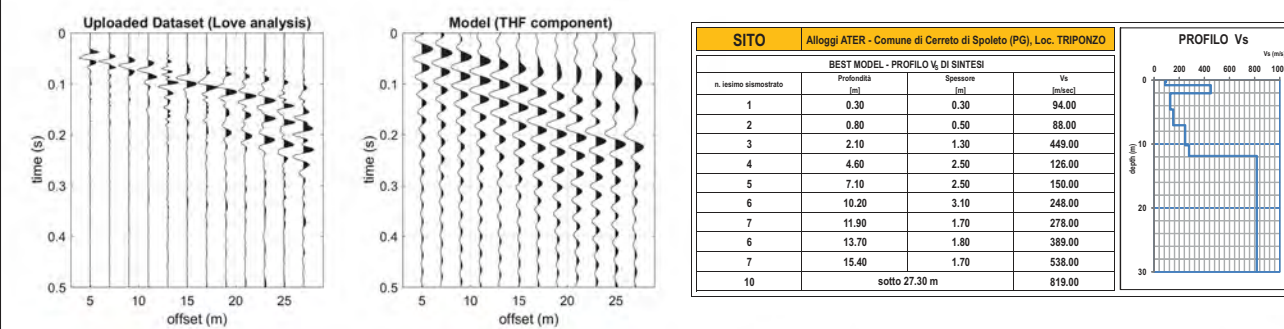 Uploaded Dataset (Love analysis)
0
0.1
0.2
0.3
0.4
0.5
time (s)
5 10 15 20 25
offset (m)
Model (THF component)
0
0.1
0.2
0.3
0.4
0.5
time (s)
5 10 15 20 25
offset (m)
SITO Alloggi ATER - Comune di Cerreto di Spoleto (PG), Loc. TRIPONZO
BEST MODEL - PROFILO VS DI SINTESI
n. iesimo sismostrato Profondità [m] Spessore [m] Vs [m/sec]
1 0.30 0.30 94.00
2 0.80 0.50 88.00
3 2.10 1.30 449.00
4 4.60 2.50 126.00
5 7.10 2.50 150.00
6 10.20 3.10 248.00
7 11.90 1.70 278.00
6 13.70 1.80 389.00
7 15.40 1.70 538.00
10 sotto 27.30 m 819.00
PROFILO Vs
Vs (m/s
0 200 400 600 800 100
0
10
20
30
depth (m)